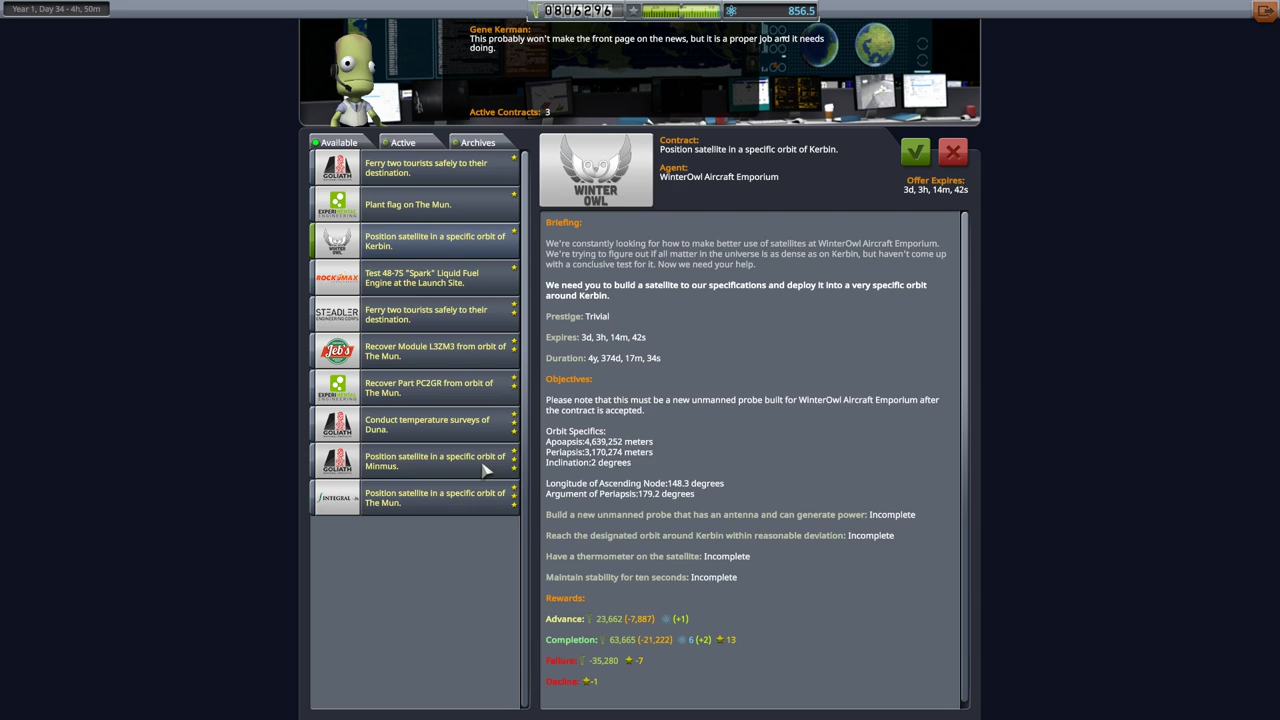 Year 1, Day 34 - 4h, 50m
0806296
856.5
Gene Kerman:
This probably won't make the front page on the news, but it is a proper job and it needs
doing.
Active Contracts: 3
Available
Active
Archives
GOLIATH
Ferry two tourists safely to their
destination.
EXPERIMENTAL
ENGINEERING
Plant flag on The Mun.
WINTER
OWL
Position satellite in a specific orbit of
Kerbin.
ROCKOMAX
Test 48-7S "Spark" Liquid Fuel
Engine at the Launch Site.
STEADLER
ENGINEERING CORPS
Ferry two tourists safely to their
destination.
Jeb's
Recover Module L3ZM3 from orbit of
The Mun.
EXPERIMENTAL
ENGINEERING
Recover Part PC2GR from orbit of
The Mun.
GOLIATH
Conduct temperature surveys of
Duna.
GOLIATH
Position satellite in a specific orbit of
Minmus.
INTEGRAL
Position satellite in a specific orbit of
The Mun.
WINTER
OWL
Contract:
Position satellite in a specific orbit of Kerbin.
Agent:
WinterOwl Aircraft Emporium
Offer Expires:
3d, 3h, 14m, 42s
Briefing:
We're constantly looking for how to make better use of satellites at WinterOwl Aircraft Emporium.
We're trying to figure out if all matter in the universe is as dense as on Kerbin, but haven't come up
with a conclusive test for it. Now we need your help.
We need you to build a satellite to our specifications and deploy it into a very specific orbit
around Kerbin.
Prestige: Trivial
Expires: 3d, 3h, 14m, 42s
Duration: 4y, 374d, 17m, 34s
Objectives:
Please note that this must be a new unmanned probe built for WinterOwl Aircraft Emporium after
the contract is accepted.
Orbit Specifics:
Apoapsis:4,639,252 meters
Periapsis:3,170,274 meters
Inclination:2 degrees
Longitude of Ascending Node:148.3 degrees
Argument of Periapsis:179.2 degrees
Build a new unmanned probe that has an antenna and can generate power: Incomplete
Reach the designated orbit around Kerbin within reasonable deviation: Incomplete
Have a thermometer on the satellite: Incomplete
Maintain stability for ten seconds: Incomplete
Rewards:
Advance: 23,662 (-7,887) (+1)
Completion: 63,665 (-21,222) 6 (+2) 13
Failure: -35,280 -7
Decline: -1